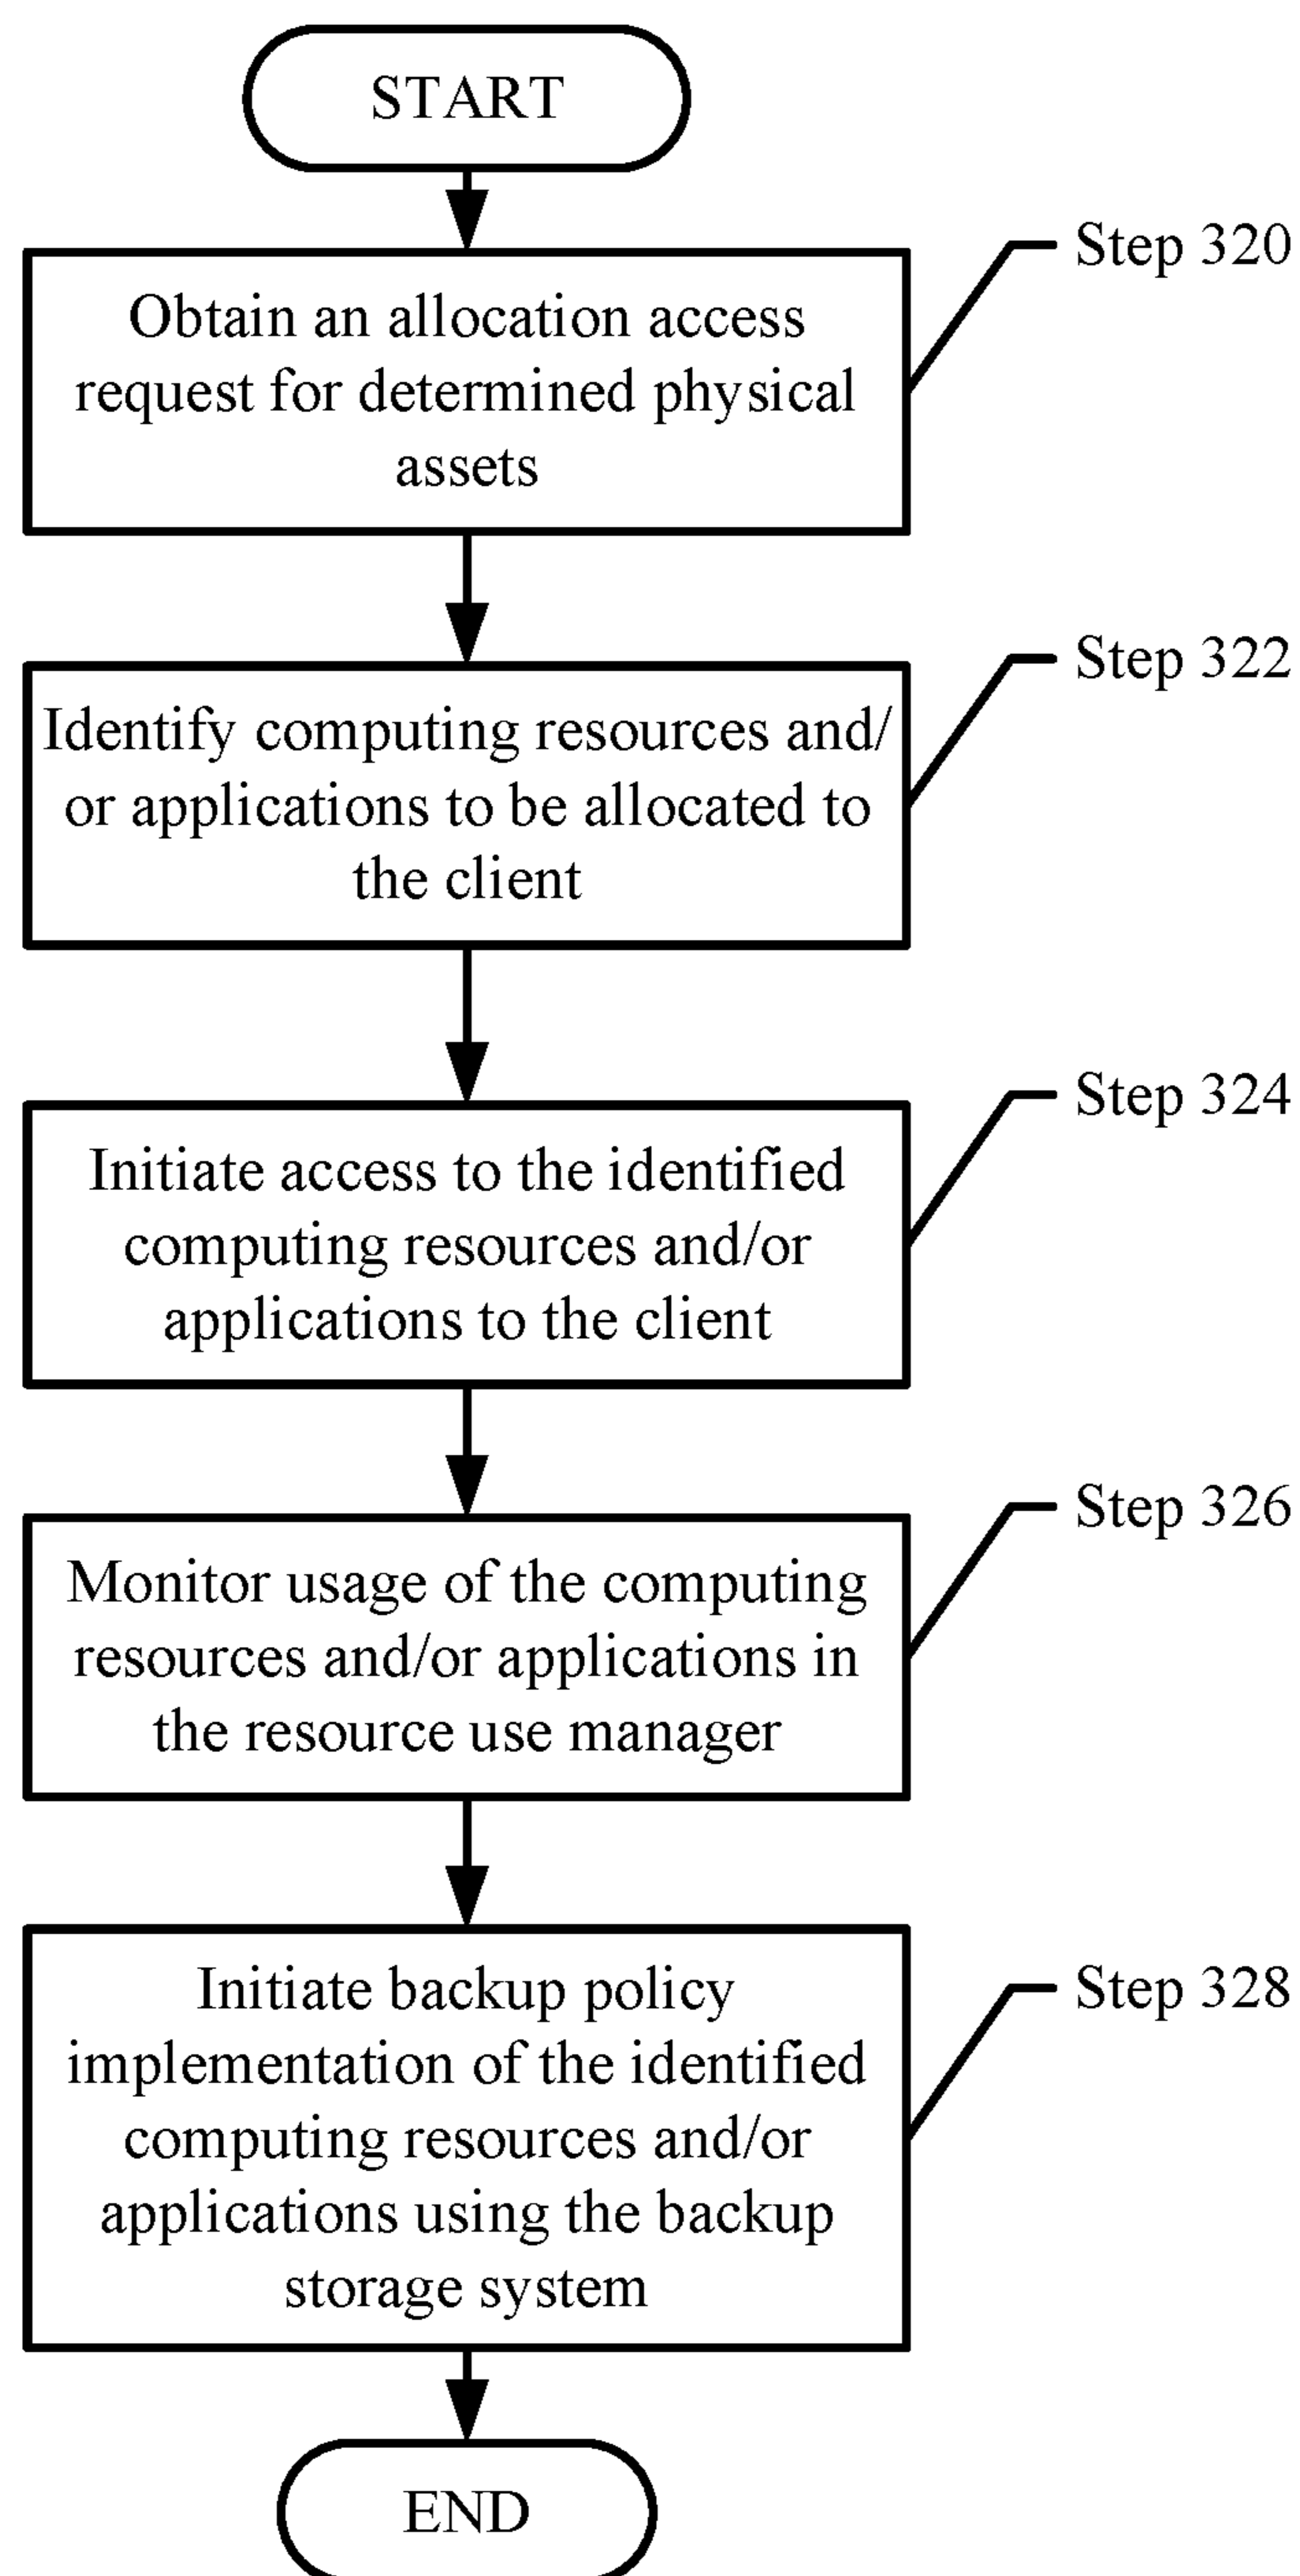 START
Step 320
Obtain an allocation access
request for determined physical
assets
Step 322
Identify computing resources and/
or applications to be allocated to
the client
Step 324
Initiate access to the identified
computing resources and/or
applications to the client
Step 326
Monitor usage of the computing
resources and/or applications in
the resource use manager
Step 328
Initiate backup policy
implementation of the identified
computing resources and/or
applications using the backup
storage system
END